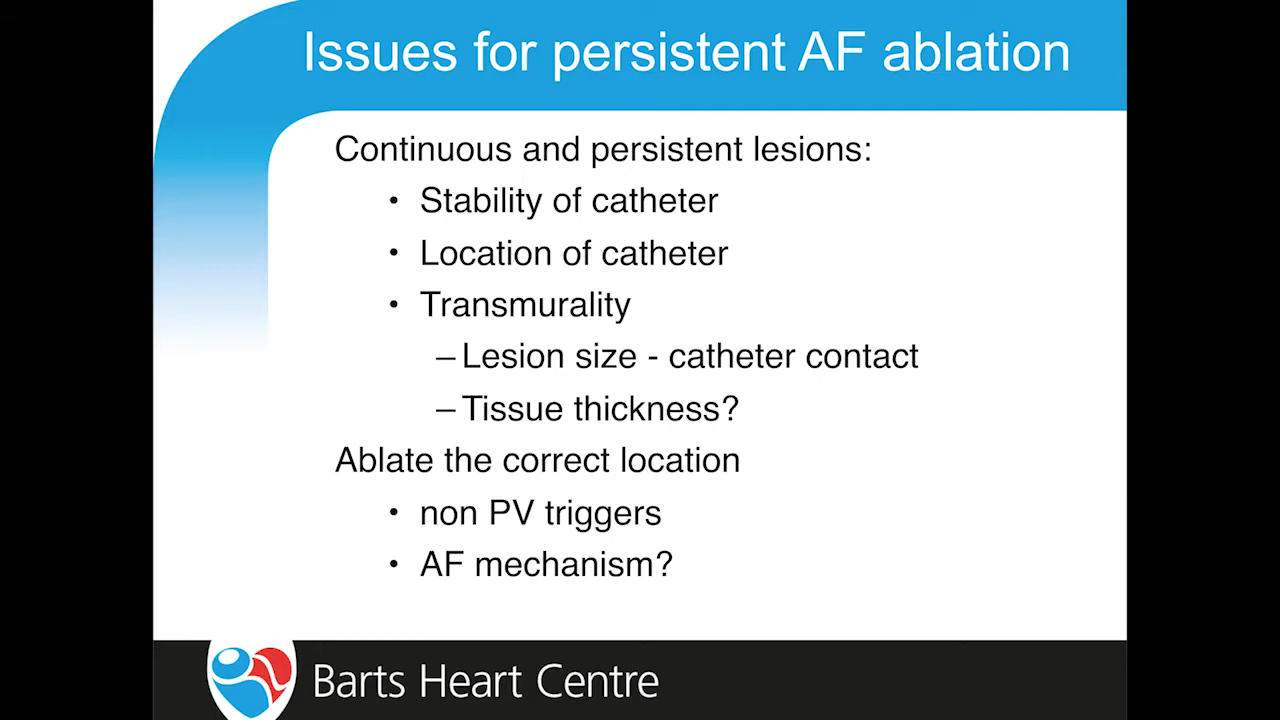 Issues for persistent AF ablation
Continuous and persistent lesions:
• Stability of catheter
• Location of catheter
• Transmurality
– Lesion size - catheter contact
– Tissue thickness?
Ablate the correct location
• non PV triggers
• AF mechanism?
Barts Heart Centre